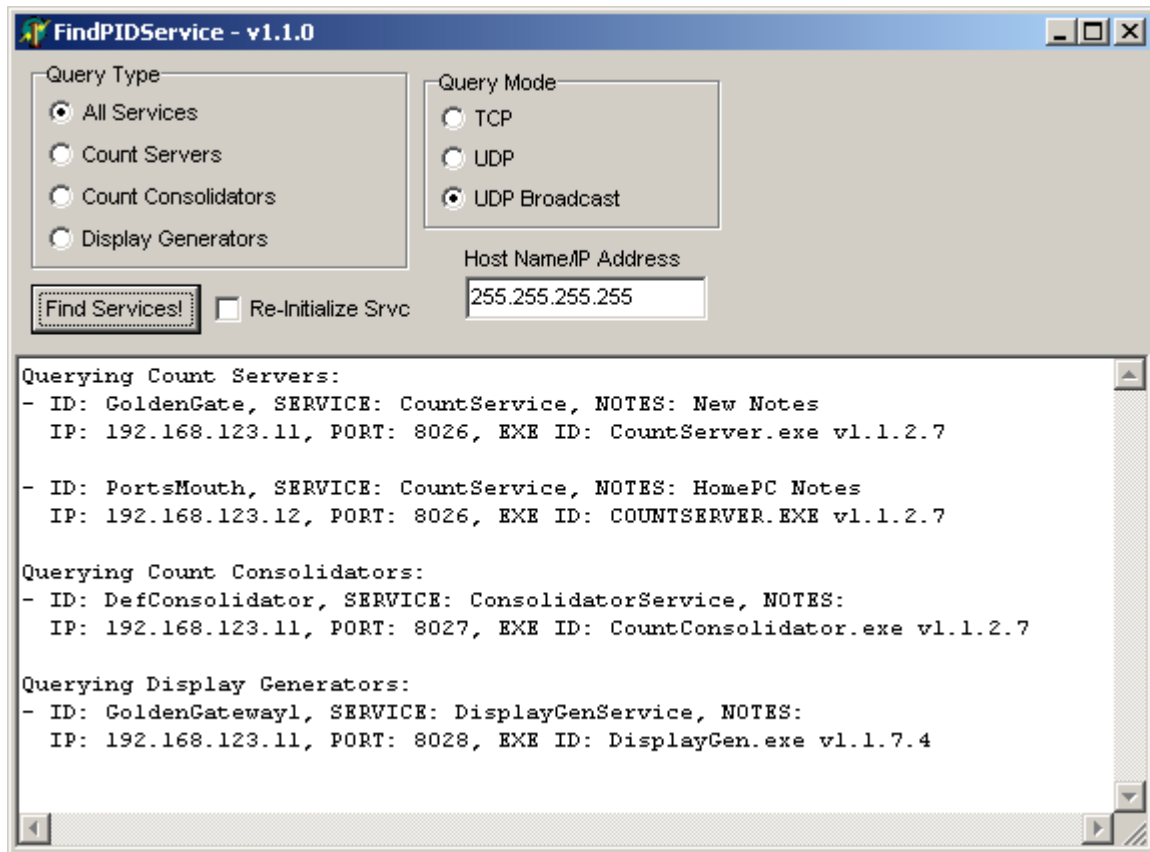 FindPIDService - v1.1.0
Query Type
All Services
Count Servers
Count Consolidators
Display Generators
Query Mode
TCP
UDP
UDP Broadcast
Host Name/IP Address
255.255.255.255
Find Services!
Re-Initialize Srvc
Querying Count Servers:
- ID: GoldenGate, SERVICE: CountService, NOTES: New Notes
IP: 192.168.123.11, PORT: 8026, EXE ID: CountServer.exe v1.1.2.7
- ID: PortsMouth, SERVICE: CountService, NOTES: HomePC Notes
IP: 192.168.123.12, PORT: 8026, EXE ID: COUNTSERVER.EXE v1.1.2.7
Querying Count Consolidators:
- ID: DefConsolidator, SERVICE: ConsolidatorService, NOTES:
IP: 192.168.123.11, PORT: 8027, EXE ID: CountConsolidator.exe v1.1.2.7
Querying Display Generators:
- ID: GoldenGateway1, SERVICE: DisplayGenService, NOTES:
IP: 192.168.123.11, PORT: 8028, EXE ID: DisplayGen.exe v1.1.7.4